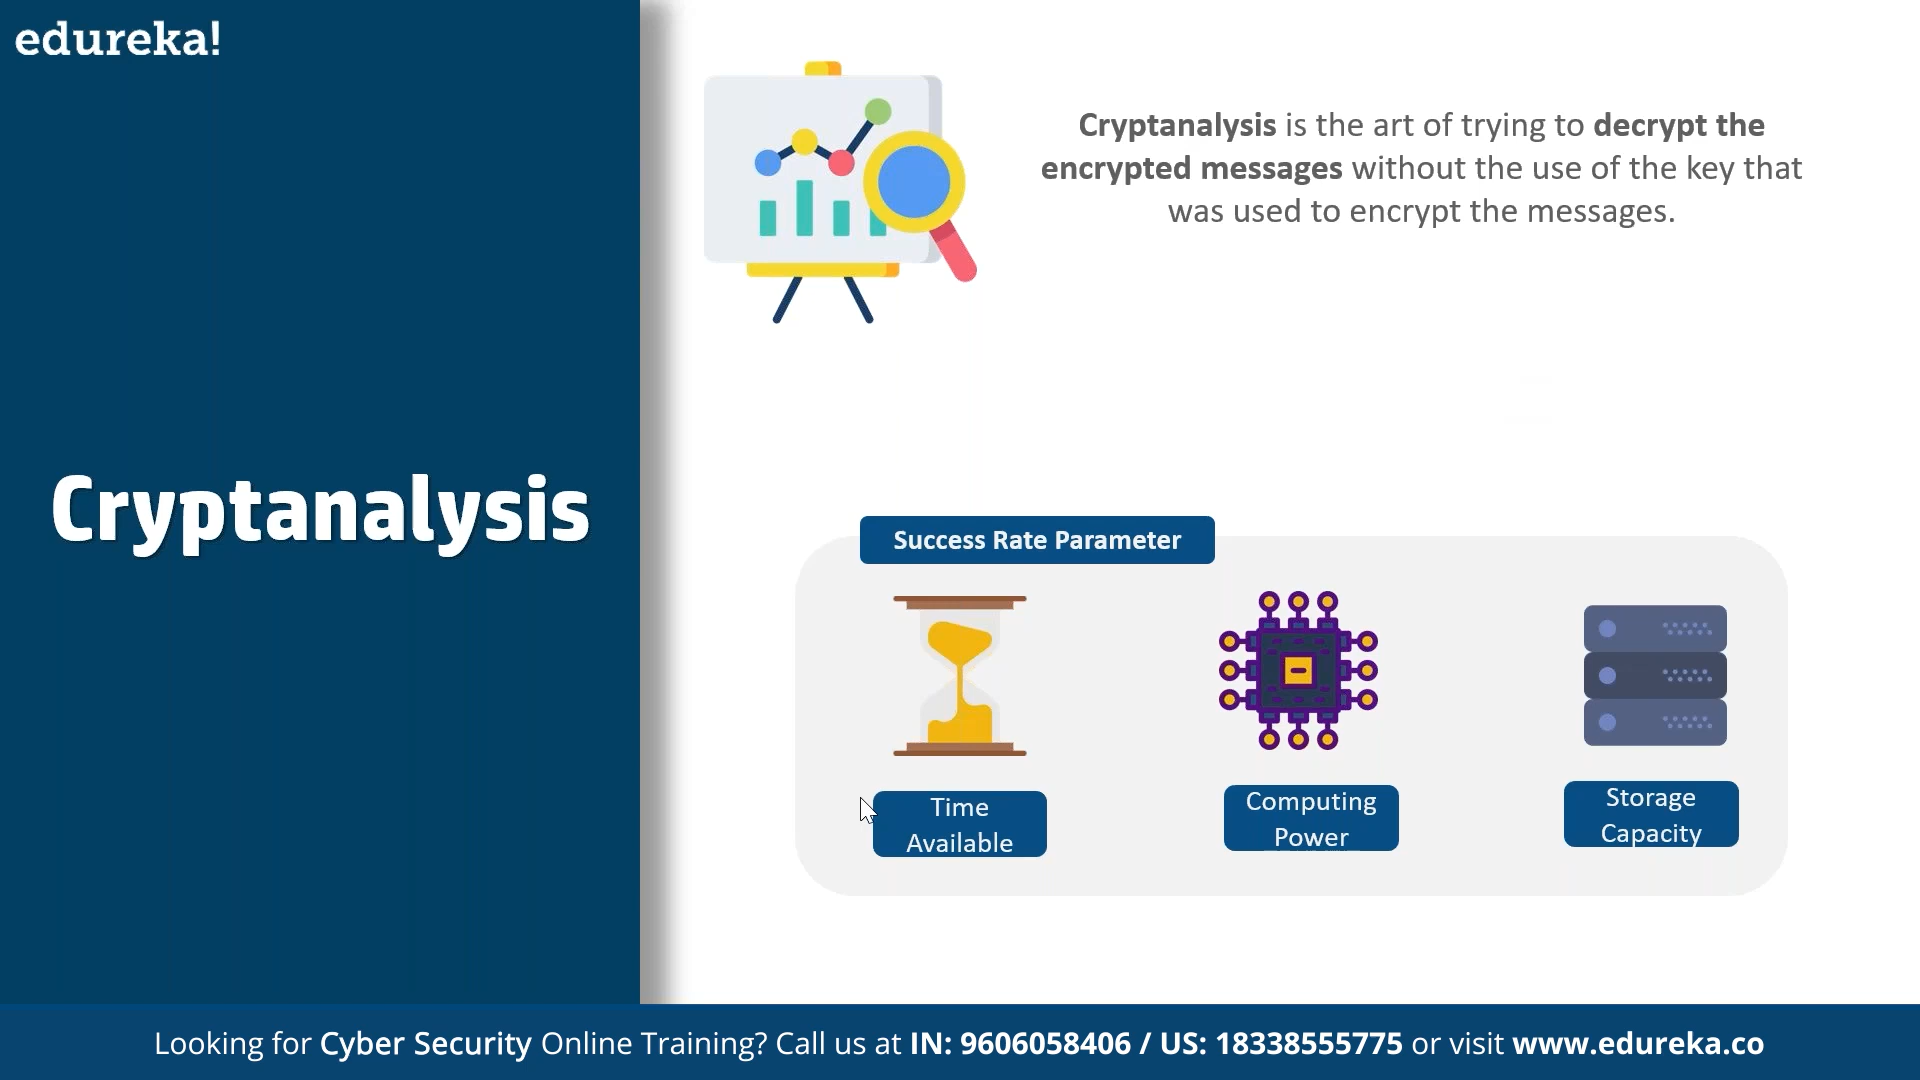 edureka!
Cryptanalysis
Cryptanalysis is the art of trying to decrypt the
encrypted messages without the use of the key that
was used to encrypt the messages.
Success Rate Parameter
Time
Available
Computing
Power
Storage
Capacity
Looking for Cyber Security Online Training? Call us at IN: 9606058406 / US: 18338555775 or visit www.edureka.co